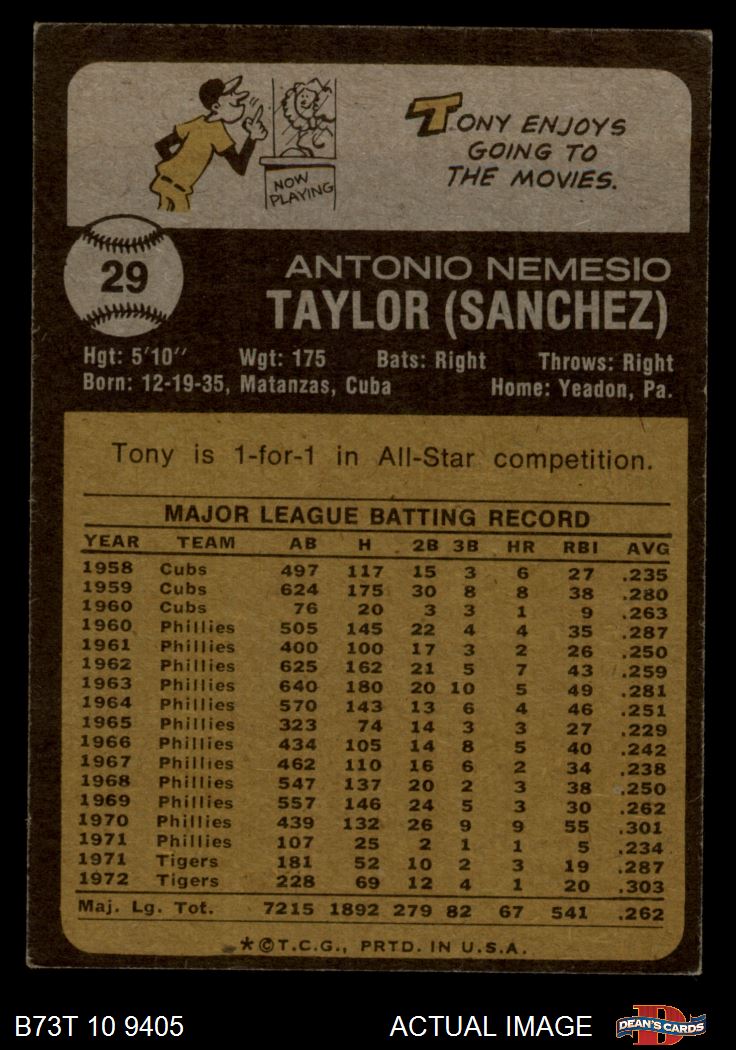 TONY ENJOYS
GOING TO
THE MOVIES.
NOW
PLAYING
29
ANTONIO NEMESIO
TAYLOR (SANCHEZ)
Hgt: 5'10" Wgt: 175 Bats: Right Throws: Right
Born: 12-19-35, Matanzas, Cuba Home: Yeadon, Pa.
Tony is 1-for-1 in All-Star competition.
MAJOR LEAGUE BATTING RECORD
YEAR TEAM AB H 2B 3B HR RBI AVG
1958 Cubs 497 117 15 3 6 27 .235
1959 Cubs 624 175 30 8 8 38 .280
1960 Cubs 76 20 3 3 1 9 .263
1960 Phillies 505 145 22 4 4 35 .287
1961 Phillies 400 100 17 3 2 26 .250
1962 Phillies 625 162 21 5 7 43 .259
1963 Phillies 640 180 20 10 5 49 .281
1964 Phillies 570 143 13 6 4 46 .251
1965 Phillies 323 74 14 3 3 27 .229
1966 Phillies 434 105 14 8 5 40 .242
1967 Phillies 462 110 16 6 2 34 .238
1968 Phillies 547 137 20 2 3 38 .250
1969 Phillies 557 146 24 5 3 30 .262
1970 Phillies 439 132 26 9 9 55 .301
1971 Phillies 107 25 2 1 1 5 .234
1971 Tigers 181 52 10 2 3 19 .287
1972 Tigers 228 69 12 4 1 20 .303
Maj. Lg. Tot. 7215 1892 279 82 67 541 .262
*©T.C.G., PRTD. IN U.S.A.
B73T 10 9405 ACTUAL IMAGE
D
DEAN'S CARDS